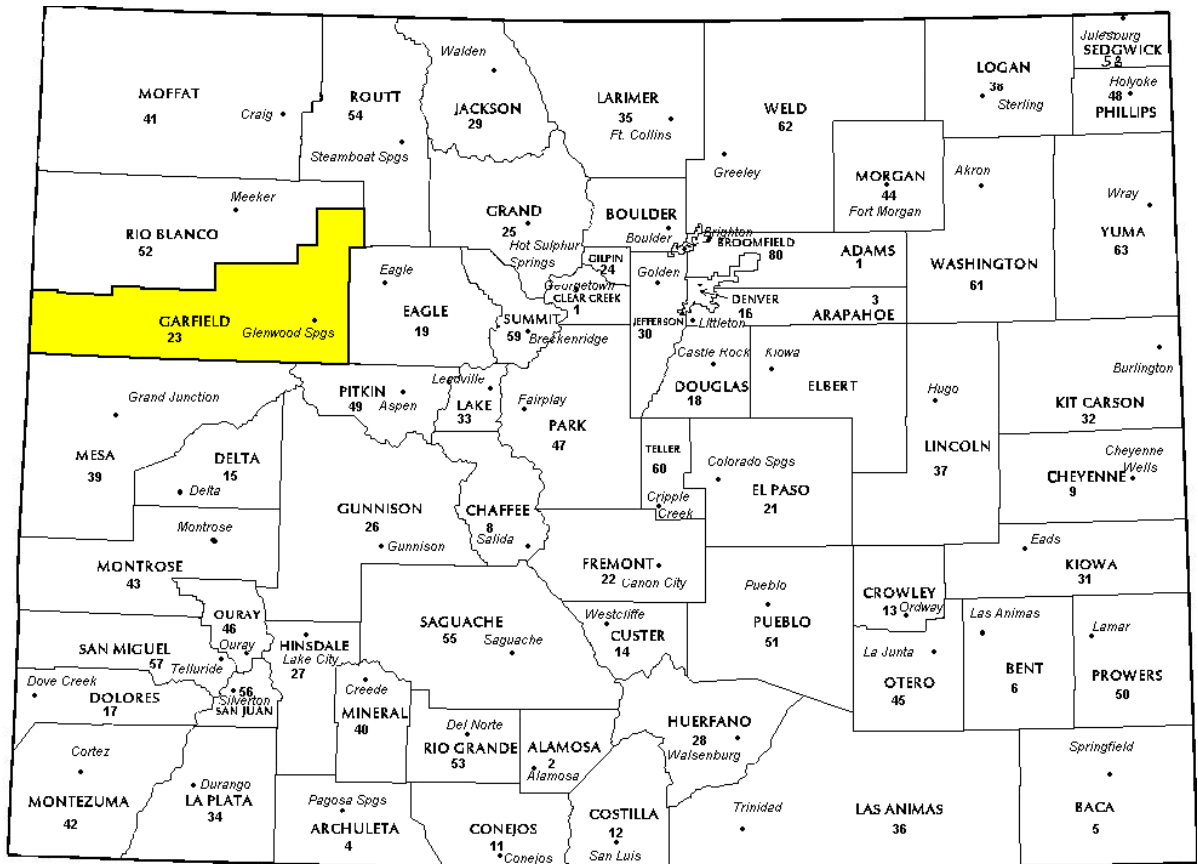 Julesburg
SEDGWICK
58
Walden
LOGAN
38
Sterling
Holyoke
48
PHILLIPS
MOFFAT
41
Craig
ROUTT
54
Steamboat Spgs
JACKSON
29
LARIMER
35
Ft. Collins
WELD
62
Greeley
MORGAN
44
Fort Morgan
Akron
Wray
YUMA
63
Meeker
RIO BLANCO
52
GRAND
25
Hot Sulphur
Springs
BOULDER
Boulder
Brighton
BROOMFIELD
80
ADAMS
1
WASHINGTON
61
GILPIN
24
Golden
Georgetown
CLEAR CREEK
1
Eagle
EAGLE
19
SUMMIT
59
Breckenridge
JEFFERSON
30
DENVER
16
Littleton
3
ARAPAHOE
GARFIELD
23
Glenwood Spgs
Castle Rock
DOUGLAS
18
Kiowa
ELBERT
Hugo
Burlington
KIT CARSON
32
Grand Junction
MESA
39
PITKIN
49
Aspen
Leadville
LAKE
33
Fairplay
PARK
47
LINCOLN
37
DELTA
15
Delta
TELLER
60
Cripple
Creek
Colorado Spgs
EL PASO
21
Cheyenne
Wells
CHEYENNE
9
GUNNISON
26
Gunnison
CHAFFEE
8
Salida
Montrose
MONTROSE
43
FREMONT
22
Canon City
Eads
KIOWA
31
Pueblo
PUEBLO
51
CROWLEY
13
Ordway
OURAY
46
Ouray
HINSDALE
Lake City
27
SAGUACHE
55
Saguache
Westcliffe
CUSTER
14
Las Animas
BENT
6
Lamar
PROWERS
50
SAN MIGUEL
57
Telluride
La Junta
OTERO
45
Dove Creek
DOLORES
17
56
Silverton
SAN JUAN
Creede
MINERAL
40
Del Norte
RIO GRANDE
53
ALAMOSA
2
Alamosa
HUERFANO
28
Walsenburg
Cortez
MONTEZUMA
42
Durango
LA PLATA
34
Pagosa Spgs
ARCHULETA
4
CONEJOS
11
Conejos
COSTILLA
12
San Luis
Trinidad
LAS ANIMAS
36
Springfield
BACA
5